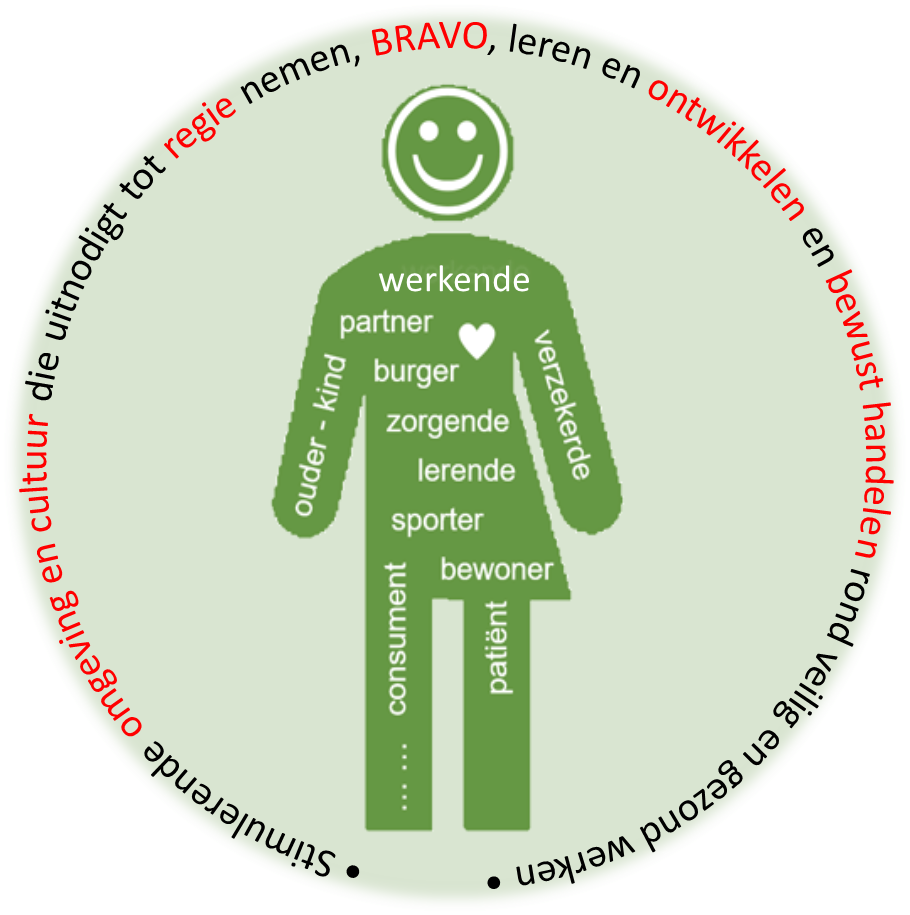 • Stimulerende omgeving en cultuur die uitnodigt tot regie nemen, BRAVO, leren en ontwikkelen en bewust handelen rond veilig en gezond werken •
werkende
partner
burger
zorgende
lerende
sporter
bewoner
ouder - kind
verzekerde
consument
... ...
patiënt